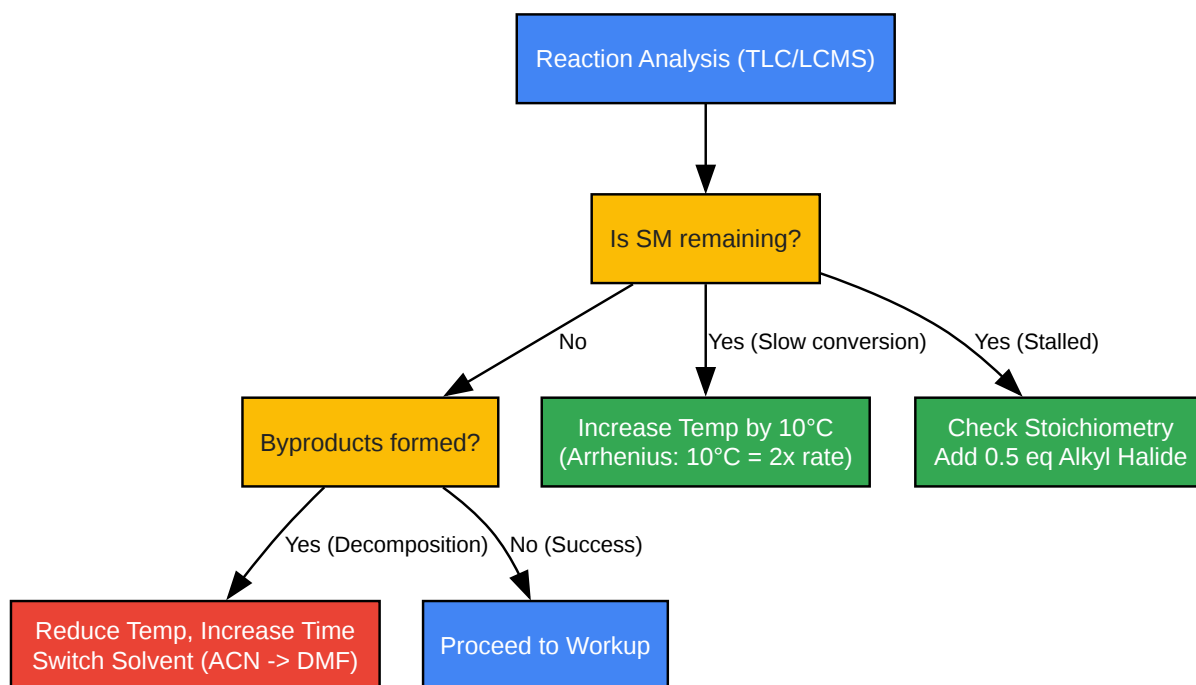 Reaction Analysis (TLC/LCMS)
Is SM remaining?
No
Yes (Slow conversion)
Yes (Stalled)
Byproducts formed?
Increase Temp by 10°C
(Arrhenius: 10°C = 2x rate)
Check Stoichiometry
Add 0.5 eq Alkyl Halide
Yes (Decomposition)
No (Success)
Reduce Temp, Increase Time
Switch Solvent (ACN -> DMF)
Proceed to Workup